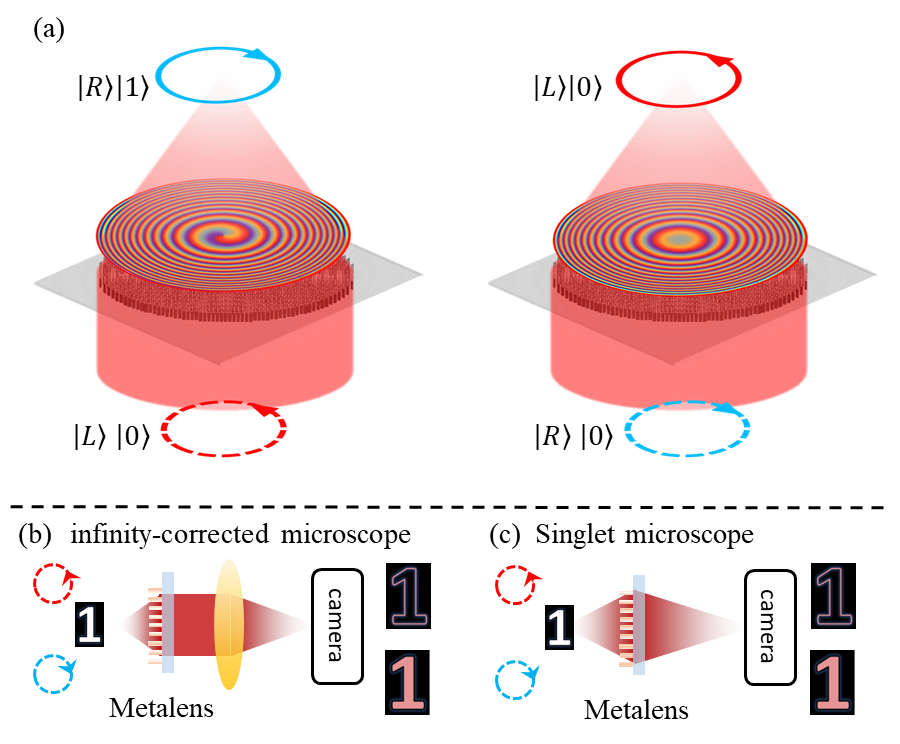 (a)
|R⟩|1⟩
|L⟩|0⟩
|L⟩ |0⟩
|R⟩ |0⟩
(b) infinity-corrected microscope
(c) Singlet microscope
1
camera
1
1
Metalens
1
camera
1
1
Metalens